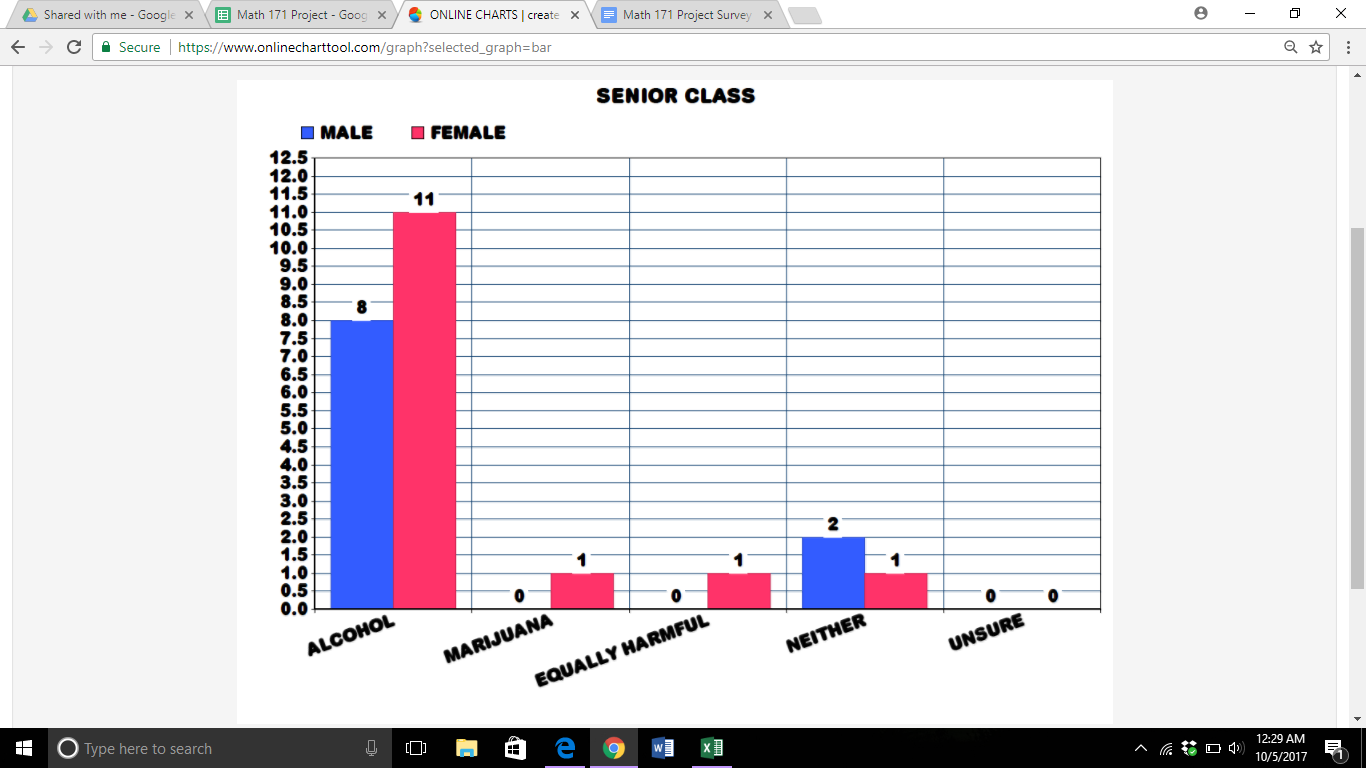 Shared with me - Google
Math 171 Project - Goog
ONLINE CHARTS | create
Math 171 Project Survey
Secure
https://www.onlinecharttool.com/graph?selected_graph=bar
SENIOR CLASS
MALE FEMALE
12.5
12.0
11.5
11.0
10.5
10.0
9.5
9.0
8.5
8.0
7.5
7.0
6.5
6.0
5.5
5.0
4.5
4.0
3.5
3.0
2.5
2.0
1.5
1.0
0.5
0.0
8 11
0 1
0 1
2 1
0 0
ALCOHOL
MARIJUANA
EQUALLY HARMFUL
NEITHER
UNSURE
Type here to search
12:29 AM
10/5/2017
1